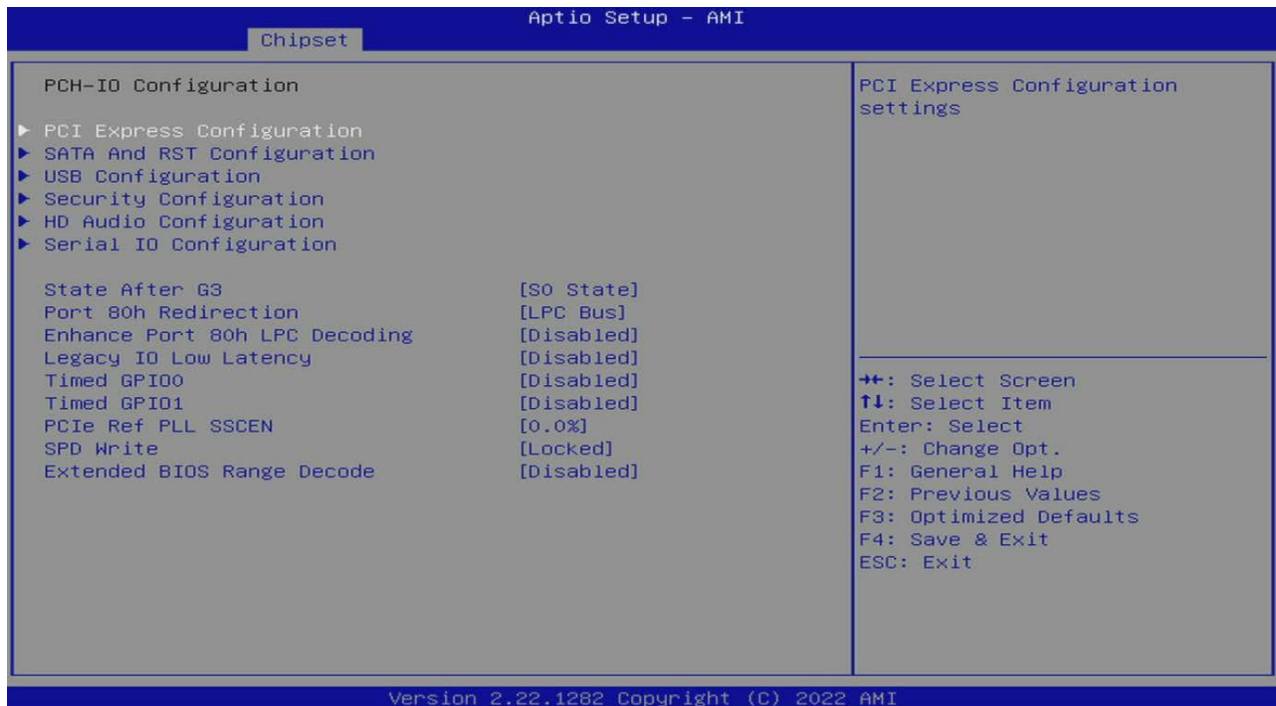 Aptio Setup – AMI
Chipset
PCH-IO Configuration
▶ PCI Express Configuration
▶ SATA And RST Configuration
▶ USB Configuration
▶ Security Configuration
▶ HD Audio Configuration
▶ Serial IO Configuration
State After G3 [S0 State]
Port 80h Redirection [LPC Bus]
Enhance Port 80h LPC Decoding [Disabled]
Legacy IO Low Latency [Disabled]
Timed GPIO0 [Disabled]
Timed GPIO1 [Disabled]
PCIe Ref PLL SSCEN [0.0%]
SPD Write [Locked]
Extended BIOS Range Decode [Disabled]
PCI Express Configuration
settings
→←: Select Screen
↑↓: Select Item
Enter: Select
+/-: Change Opt.
F1: General Help
F2: Previous Values
F3: Optimized Defaults
F4: Save & Exit
ESC: Exit
Version 2.22.1282 Copyright (C) 2022 AMI